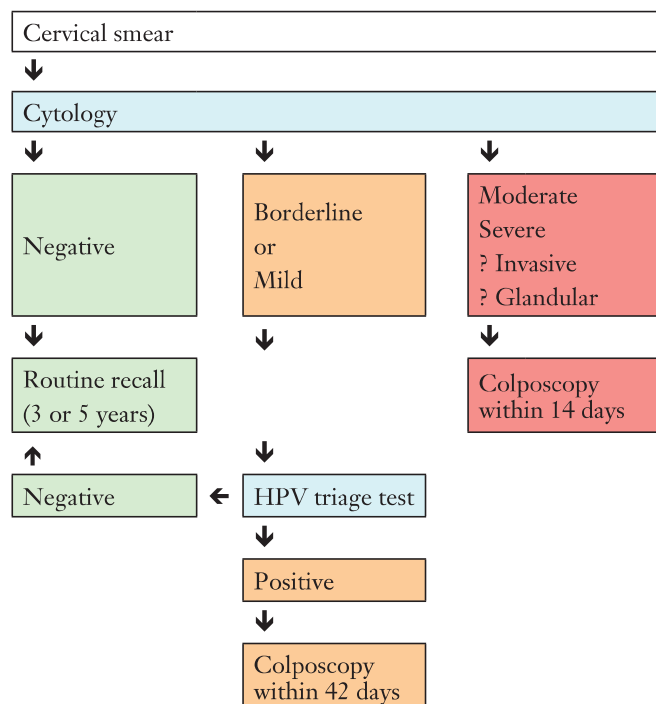 Cervical smear
Cytology
Negative
Borderline
or
Mild
Moderate
Severe
? Invasive
? Glandular
Routine recall
(3 or 5 years)
Colposcopy
within 14 days
Negative
HPV triage test
Positive
Colposcopy
within 42 days